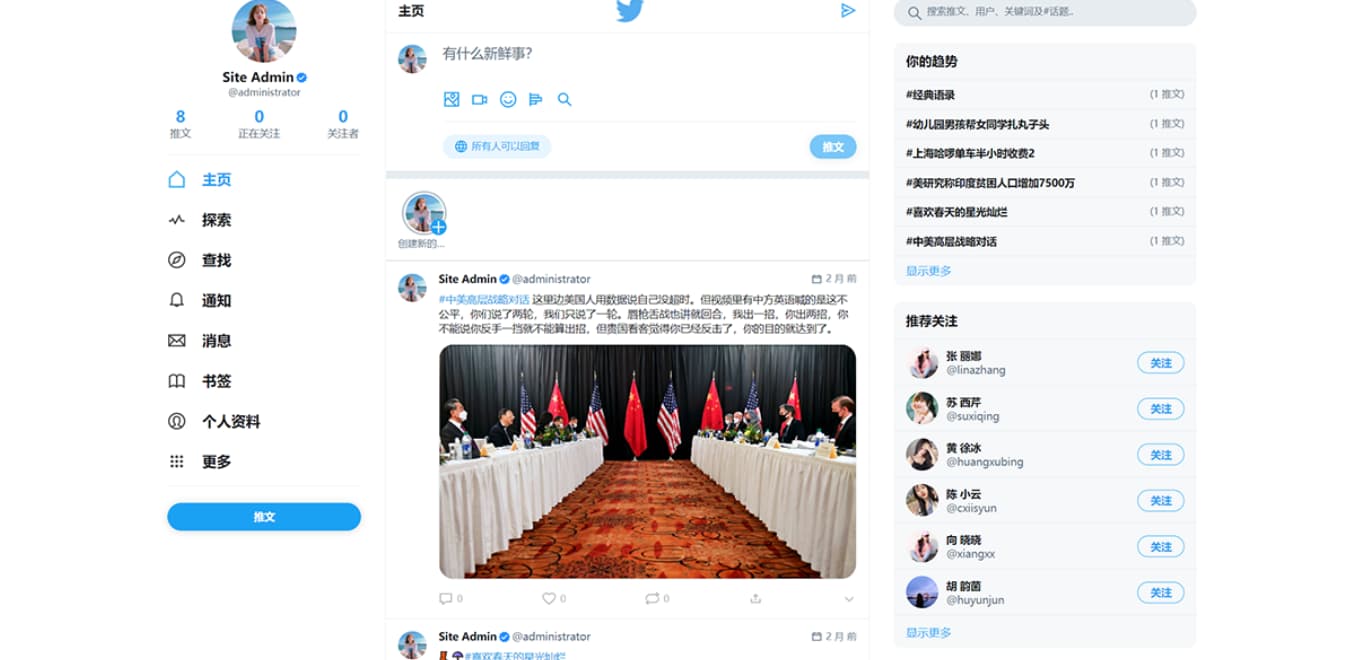 Site Admin
@administrator
8 0 0
推文 正在关注 关注者
主页
探索
查找
通知
消息
书签
个人资料
更多
推文
主页
有什么新鲜事?
所有人可以回复
推文
创建新的...
Site Admin @administrator 2 月 前
#中美高层战略对话 这里边美国人用数据说自己没超时。但视频里有中方英语喊的是这不
公平，你们说了两轮，我们只说了一轮。唇枪舌战也讲就回合，我出一招，你出两招，你
不能说你反手一挡就不能算出招，但贵国看客觉得你已经反击了，你的目的就达到了。
0 0 0
Site Admin @administrator 2 月 前
#喜欢春天的星光灿烂
搜索推文、用户、关键词及#话题..
你的趋势
#经典语录 (1 推文)
#幼儿园男孩帮女同学扎丸子头 (1 推文)
#上海哈啰单车半小时收费2 (1 推文)
#美研究称印度贫困人口增加7500万 (1 推文)
#喜欢春天的星光灿烂 (1 推文)
#中美高层战略对话 (1 推文)
显示更多
推荐关注
张 丽娜
@linazhang
关注
苏 西芹
@suxiqing
关注
黄 徐冰
@huangxubing
关注
陈 小云
@cxiisyun
关注
向 晓晓
@xiangxx
关注
胡 韵菌
@huyunjun
关注
显示更多